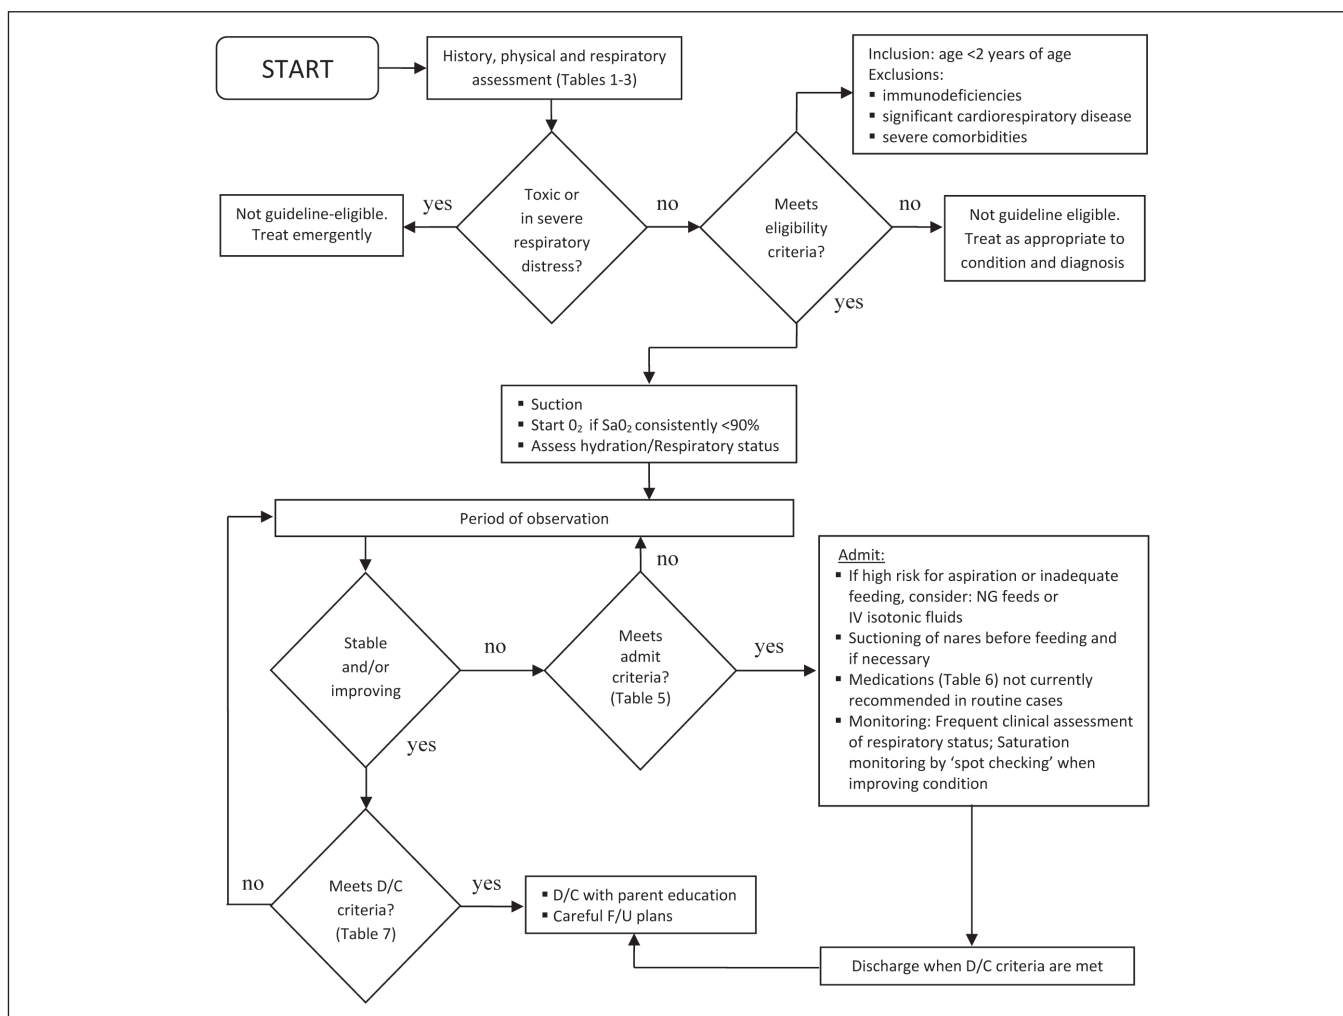 START
History, physical and respiratory
assessment (Tables 1-3)
Inclusion: age <2 years of age
Exclusions:
▪ immunodeficiencies
▪ significant cardiorespiratory disease
▪ severe comorbidities
Toxic or
in severe
respiratory
distress?
yes
Not guideline-eligible.
Treat emergently
no
Meets
eligibility
criteria?
no
Not guideline eligible.
Treat as appropriate to
condition and diagnosis
yes
▪ Suction
▪ Start 0₂ if Sa0₂ consistently <90%
▪ Assess hydration/Respiratory status
Period of observation
Stable
and/or
improving
no
Meets
admit
criteria?
(Table 5)
no
yes
Admit:
▪ If high risk for aspiration or inadequate
feeding, consider: NG feeds or
IV isotonic fluids
▪ Suctioning of nares before feeding and
if necessary
▪ Medications (Table 6) not currently
recommended in routine cases
▪ Monitoring: Frequent clinical assessment
of respiratory status; Saturation
monitoring by ‘spot checking’ when
improving condition
yes
Meets D/C
criteria?
(Table 7)
no
yes
▪ D/C with parent education
▪ Careful F/U plans
Discharge when D/C criteria are met